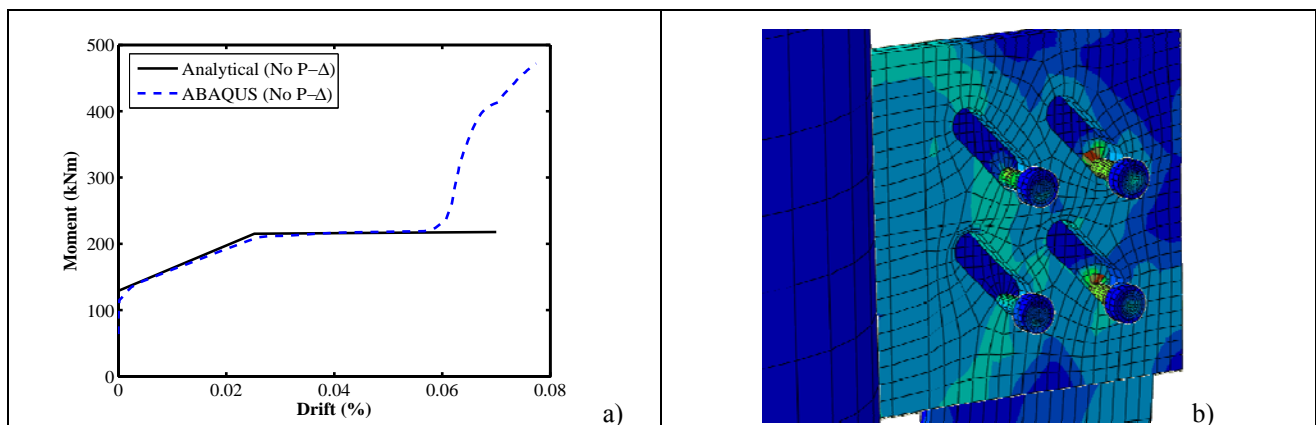 500
400
300
200
100
0
Moment (kNm)
Analytical (No P−Δ)
ABAQUS (No P−Δ)
0 0.02 0.04 0.06 0.08
Drift (%)
a)
b)